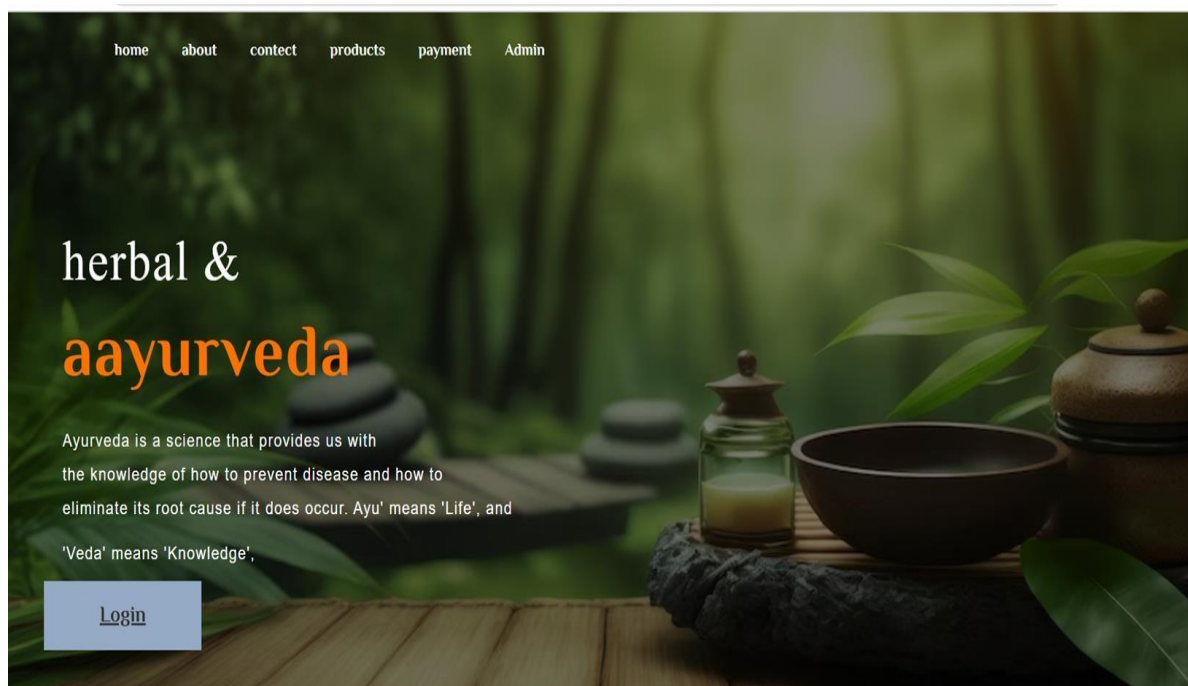 home about contect products payment Admin
herbal &
aayurveda
Ayurveda is a science that provides us with
the knowledge of how to prevent disease and how to
eliminate its root cause if it does occur. Ayu' means 'Life', and
'Veda' means 'Knowledge',
Login